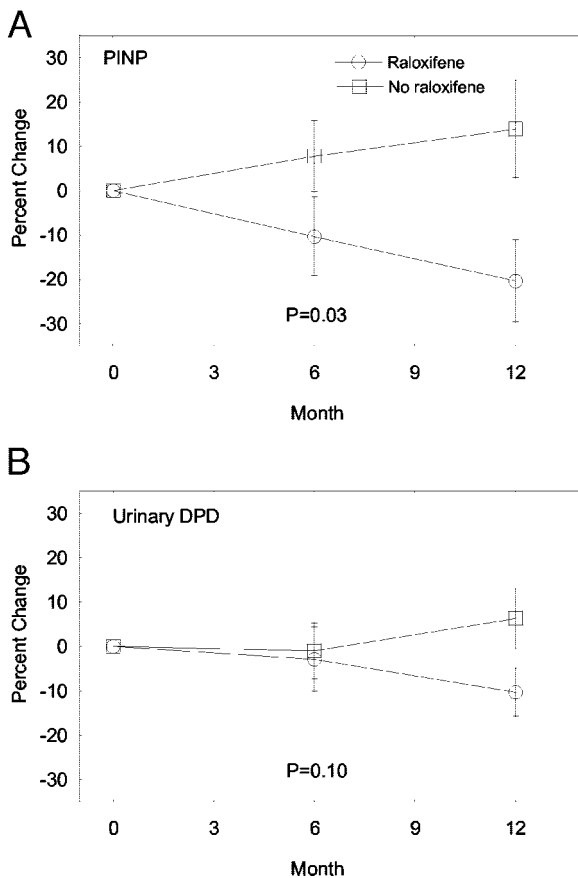 A
PINP
Raloxifene
No raloxifene
30
20
10
0
-10
-20
-30
Percent Change
P=0.03
0 3 6 9 12
Month
B
Urinary DPD
30
20
10
0
-10
-20
-30
Percent Change
P=0.10
0 3 6 9 12
Month